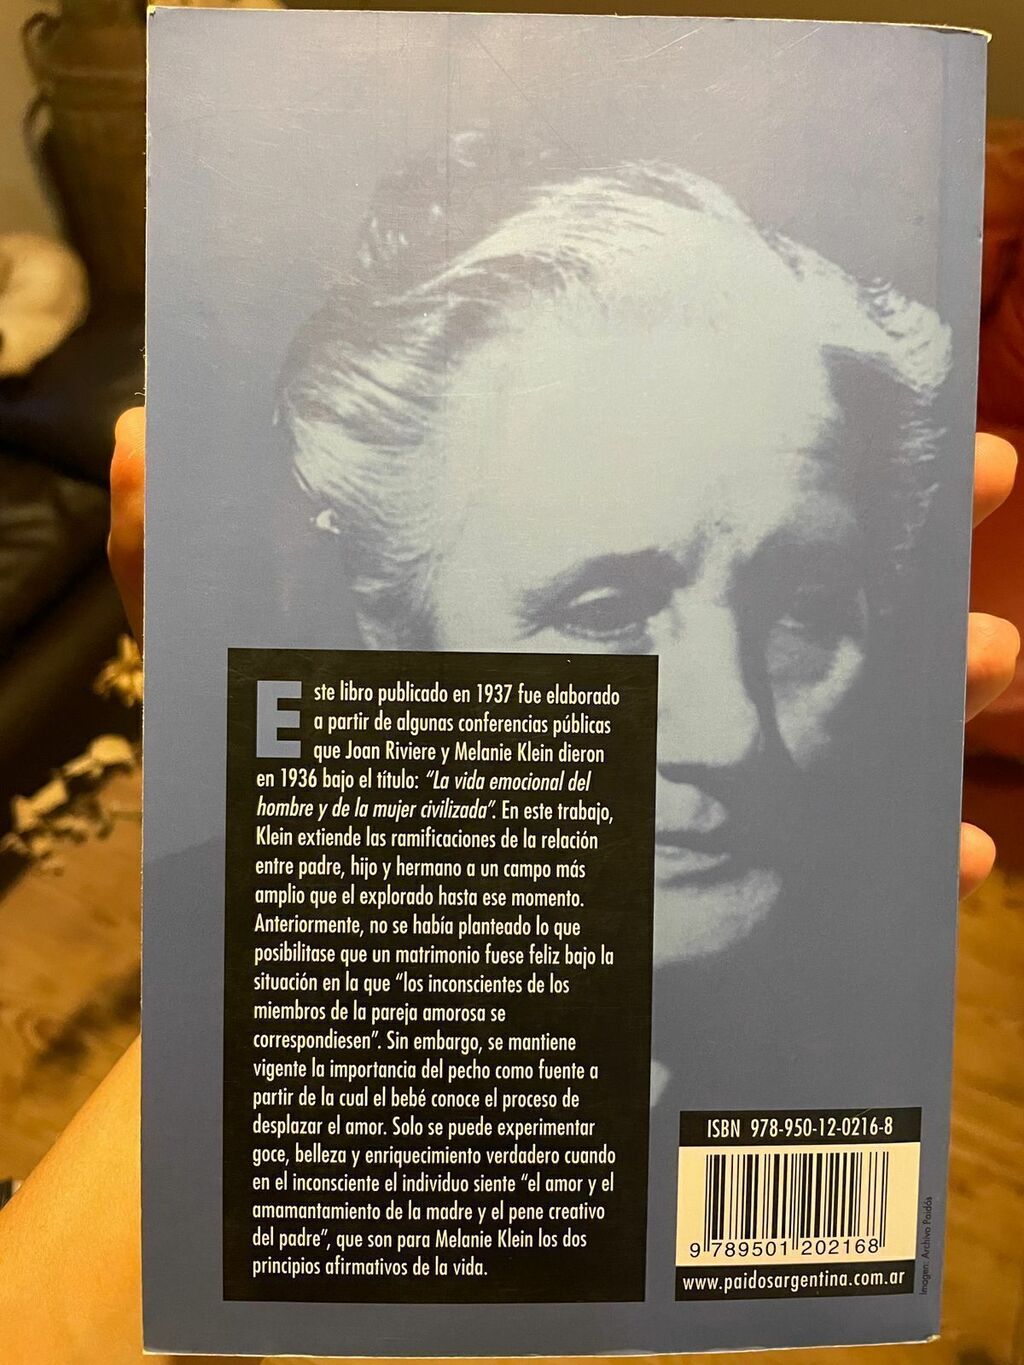 Este libro publicado en 1937 fue elaborado
a partir de algunas conferencias públicas
que Joan Riviere y Melanie Klein dieron
en 1936 bajo el título: “La vida emocional del
hombre y de la mujer civilizada”. En este trabajo,
Klein extiende las ramificaciones de la relación
entre padre, hijo y hermano a un campo más
amplio que el explorado hasta ese momento.
Anteriormente, no se había planteado lo que
posibilitase que un matrimonio fuese feliz bajo la
situación en la que “los inconscientes de los
miembros de la pareja amorosa se
correspondiesen”. Sin embargo, se mantiene
vigente la importancia del pecho como fuente a
partir de la cual el bebé conoce el proceso de
desplazar el amor. Solo se puede experimentar
goce, belleza y enriquecimiento verdadero cuando
en el inconsciente el individuo siente “el amor y el
amamantamiento de la madre y el pene creativo
del padre”, que son para Melanie Klein los dos
principios afirmativos de la vida.
ISBN 978-950-12-0216-8
9 789501 202168
www.paidosargentina.com.ar
Imagen: Archivo Paidós